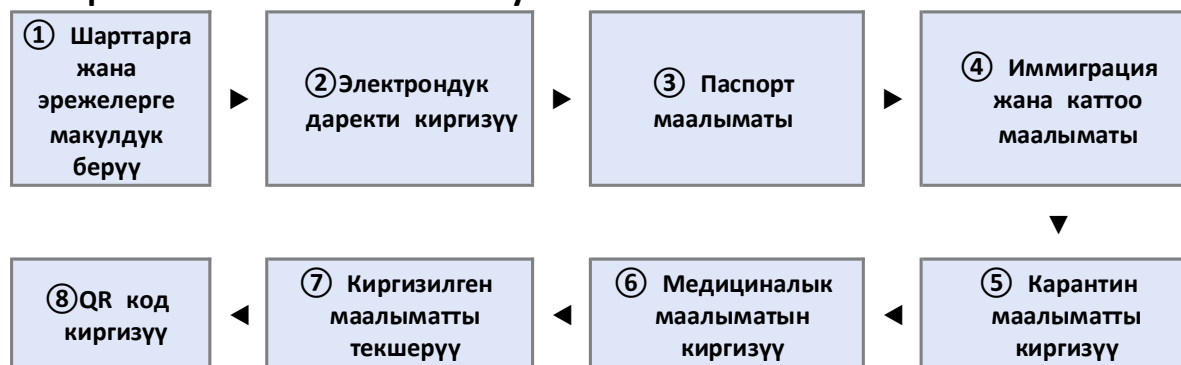 ① Шарттарга
жана
эрежелерге
макулдук
берүү
②Электрондук
даректи киргизүү
③ Паспорт
маалыматы
④ Иммиграция
жана каттоо
маалыматы
⑤ Карантин
маалыматты
киргизүү
⑥ Медициналык
маалыматын
киргизүү
⑦ Киргизилген
маалыматты
текшерүү
⑧QR код
киргизүү